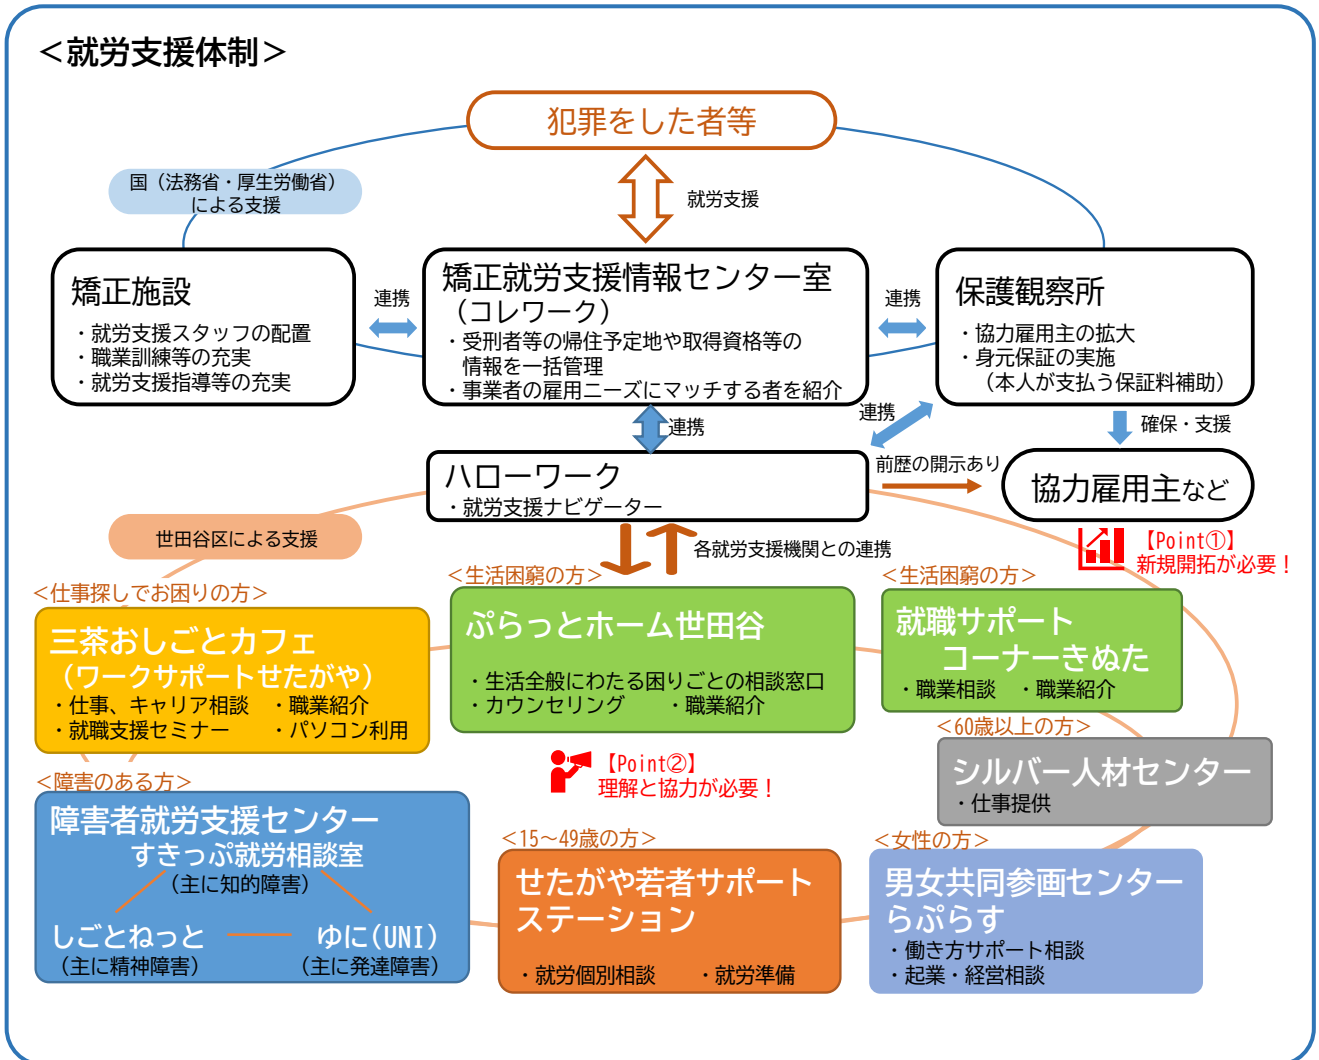 ＜就労支援体制＞
犯罪をした者等
国（法務省・厚生労働省）
による支援
就労支援
矯正施設
・就労支援スタッフの配置
・職業訓練等の充実
・就労支援指導等の充実
連携
矯正就労支援情報センター室
（コレワーク）
・受刑者等の帰住予定地や取得資格等の
情報を一括管理
・事業者の雇用ニーズにマッチする者を紹介
連携
保護観察所
・協力雇用主の拡大
・身元保証の実施
（本人が支払う保証料補助）
連携
連携
確保・支援
ハローワーク
・就労支援ナビゲーター
前歴の開示あり
協力雇用主など
【Point①】
新規開拓が必要！
世田谷区による支援
各就労支援機関との連携
＜仕事探しでお困りの方＞
三茶おしごとカフェ
（ワークサポートせたがや）
・仕事、キャリア相談　・職業紹介
・就職支援セミナー　・パソコン利用
＜生活困窮の方＞
ぷらっとホーム世田谷
・生活全般にわたる困りごとの相談窓口
・カウンセリング　・職業紹介
＜生活困窮の方＞
就職サポート
コーナーきぬた
・職業相談　・職業紹介
＜60歳以上の方＞
シルバー人材センター
・仕事提供
【Point②】
理解と協力が必要！
＜障害のある方＞
障害者就労支援センター
すきっぷ就労相談室
（主に知的障害）
しごとねっと
（主に精神障害）
ゆに(UNI)
（主に発達障害）
＜15～49歳の方＞
せたがや若者サポート
ステーション
・就労個別相談　・就労準備
＜女性の方＞
男女共同参画センター
らぷらす
・働き方サポート相談
・起業・経営相談